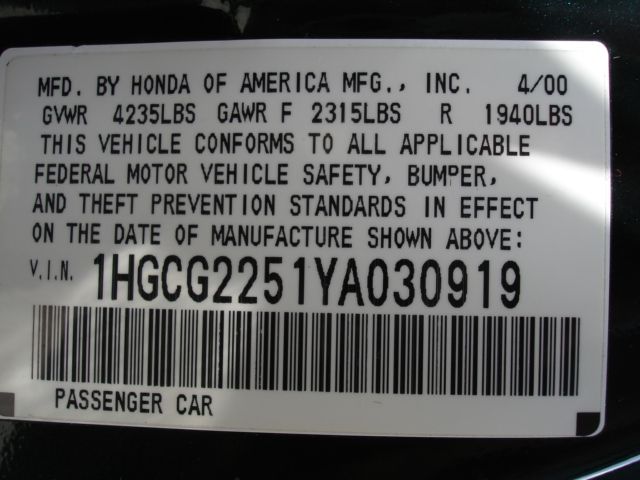 MFD. BY HONDA OF AMERICA MFG., INC. 4/00
GVWR 4235LBS GAWR F 2315LBS R 1940LBS
THIS VEHICLE CONFORMS TO ALL APPLICABLE
FEDERAL MOTOR VEHICLE SAFETY, BUMPER,
AND THEFT PREVENTION STANDARDS IN EFFECT
ON THE DATE OF MANUFACTURE SHOWN ABOVE:
V.I.N. 1HGCG2251YA030919
PASSENGER CAR